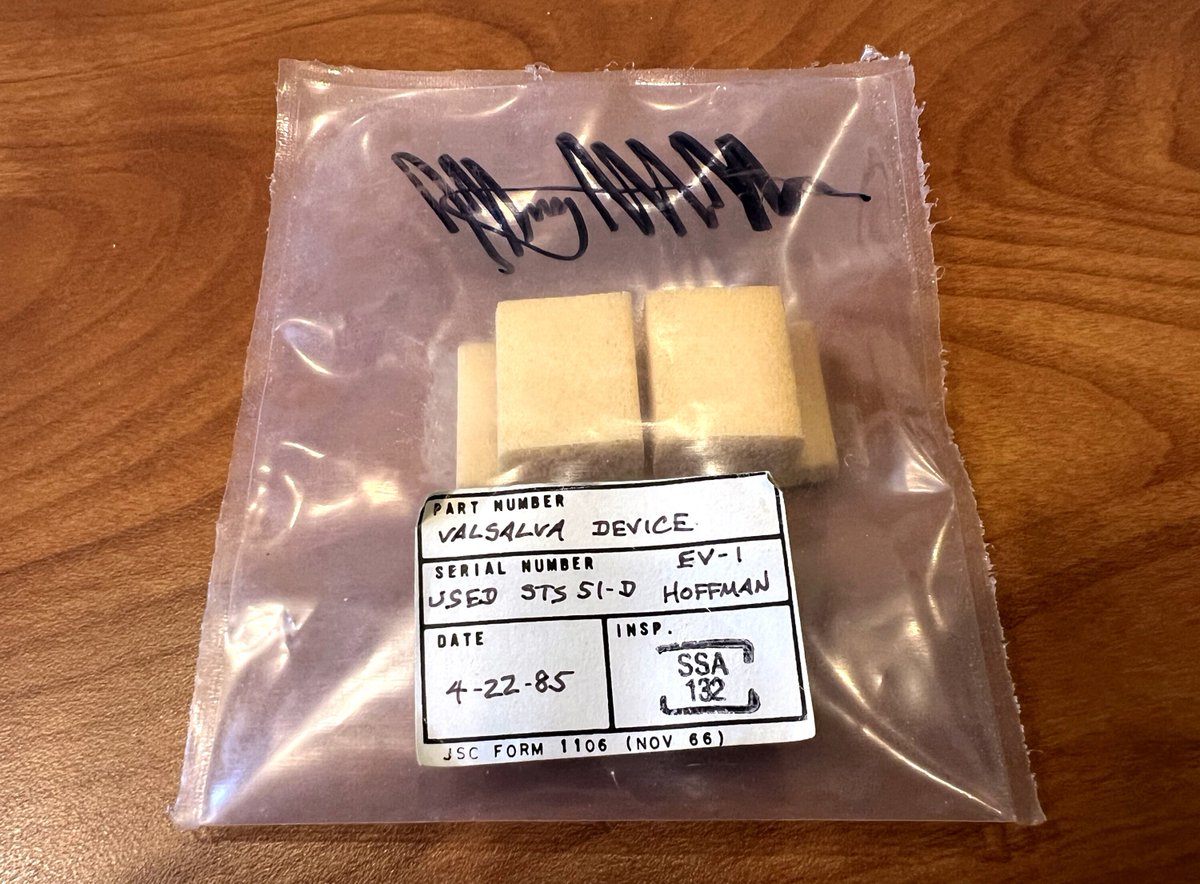 PART NUMBER
VALSALVA DEVICE
SERIAL NUMBER EV-1
USED STS 51-D HOFFMAN
DATE
4-22-85
INSP.
SSA
132
JSC FORM 1106 (NOV 66)